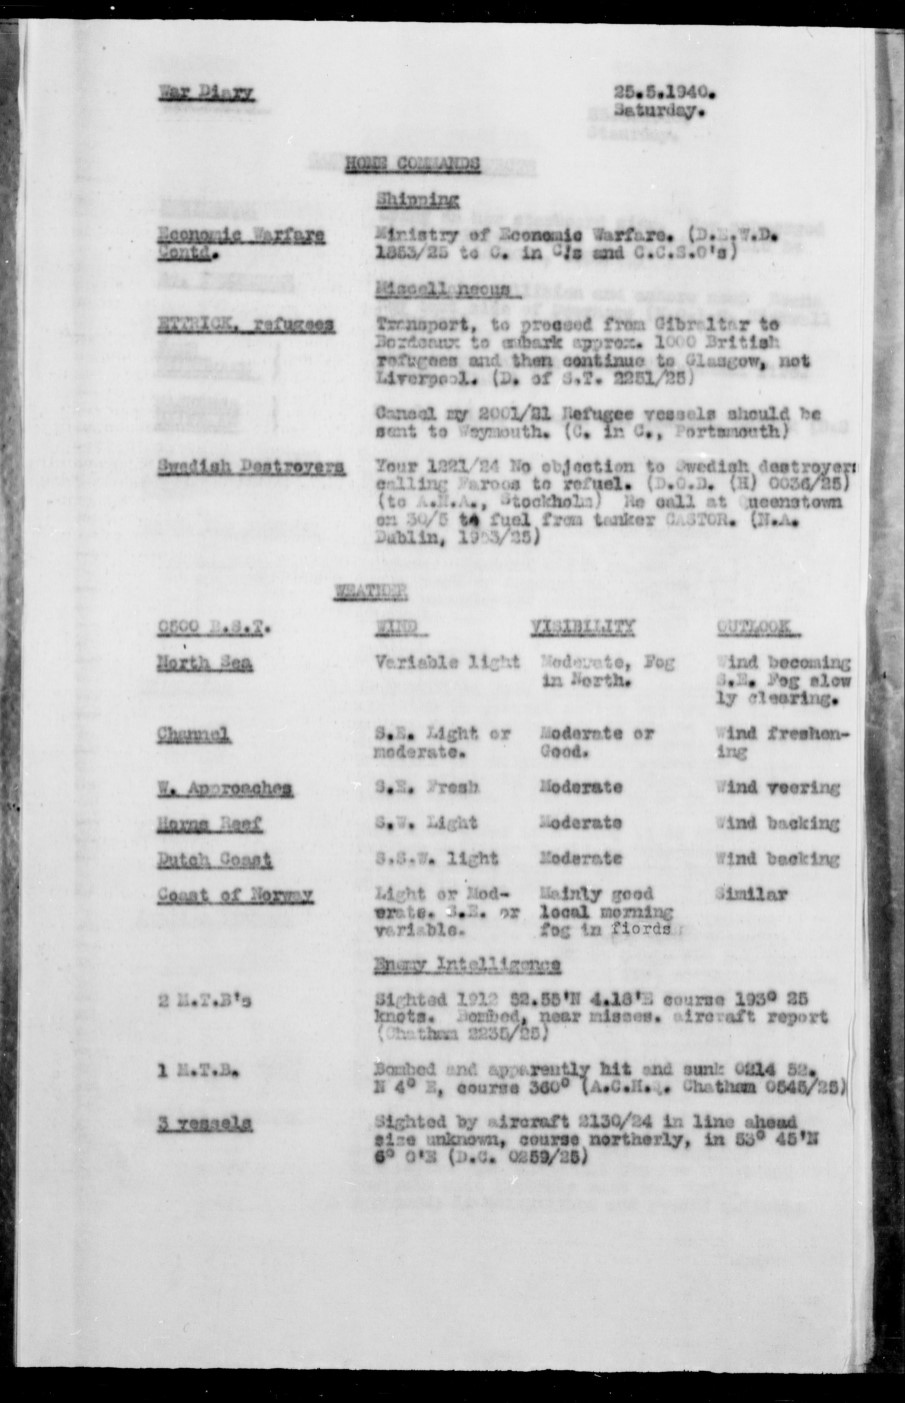 War Diary 25.5.1940.
Saturday.
HOME COMMANDS
Shipping
Economic Warfare Ministry of Economic Warfare. (D.E.W.D.
Contd. 1853/25 to C. in C's and C.C.S.O's)
Miscellaneous
ETTRICK, refugees Transport, to proceed from Gibraltar to
Bordeaux to embark approx. 1000 British
refugees and then continue to Glasgow, not
Liverpool. (D. of S.T. 2251/25)
Cancel my 2001/21 Refugee vessels should be
sent to Weymouth. (C. in C., Portsmouth)
Swedish Destroyers Your 1221/24 No objection to Swedish destroyers
calling Faroes to refuel. (D.O.D. (H) 0036/25)
(to A.N.A., Stockholm) Re call at Queenstown
on 30/5 to fuel from tanker CASTOR. (N.A.
Dublin, 1953/25)
WEATHER
0500 B.S.T. WIND VISIBILITY OUTLOOK
North Sea Variable light Moderate, Fog Wind becoming
in North. S.E. Fog slow
ly clearing.
Channel S.E. Light or Moderate or Wind freshen-
moderate. Good. ing
W. Approaches S.E. Fresh Moderate Wind veering
Horns Reef S.W. Light Moderate Wind backing
Dutch Coast S.S.W. light Moderate Wind backing
Coast of Norway Light or Mod- Mainly good Similar
erate. S.E. or local morning
variable. fog in fiords
Enemy Intelligence
2 M.T.B's Sighted 1912 52.55'N 4.18'E course 193° 25
knots. Bombed, near misses. aircraft report
(Chatham 2235/25)
1 M.T.B. Bombed and apparently hit and sunk 0214 52.
N 4° E, course 360° (A.C.H.Q. Chatham 0545/25)
3 vessels Sighted by aircraft 2130/24 in line ahead
size unknown, course northerly, in 53° 45'N
6° 0'E (D.C. 0259/25)